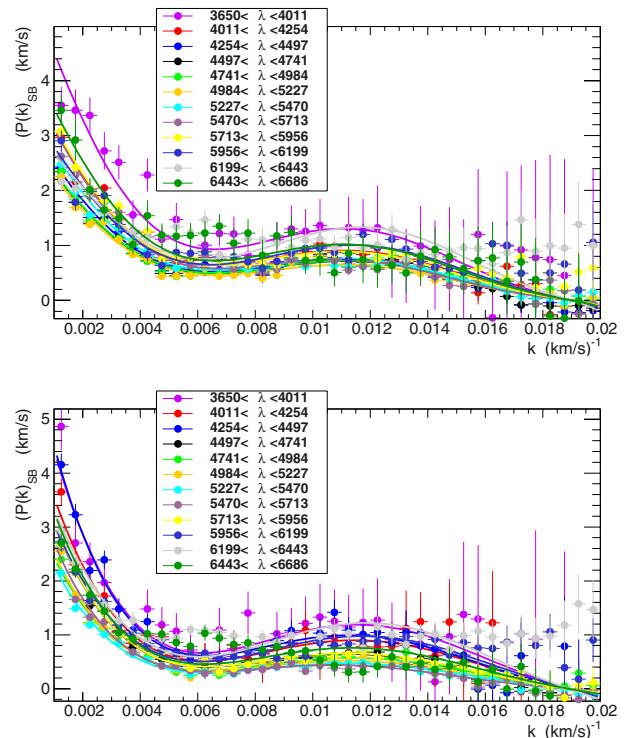 (P(k)SB (km/s)
3650< λ <4011
4011< λ <4254
4254< λ <4497
4497< λ <4741
4741< λ <4984
4984< λ <5227
5227< λ <5470
5470< λ <5713
5713< λ <5956
5956< λ <6199
6199< λ <6443
6443< λ <6686
4
3
2
1
0
0.002 0.004 0.006 0.008 0.01 0.012 0.014 0.016 0.018 0.02
k (km/s)-1
(P(k)SB (km/s)
3650< λ <4011
4011< λ <4254
4254< λ <4497
4497< λ <4741
4741< λ <4984
4984< λ <5227
5227< λ <5470
5470< λ <5713
5713< λ <5956
5956< λ <6199
6199< λ <6443
6443< λ <6686
5
4
3
2
1
0
0.002 0.004 0.006 0.008 0.01 0.012 0.014 0.016 0.018 0.02
k (km/s)-1